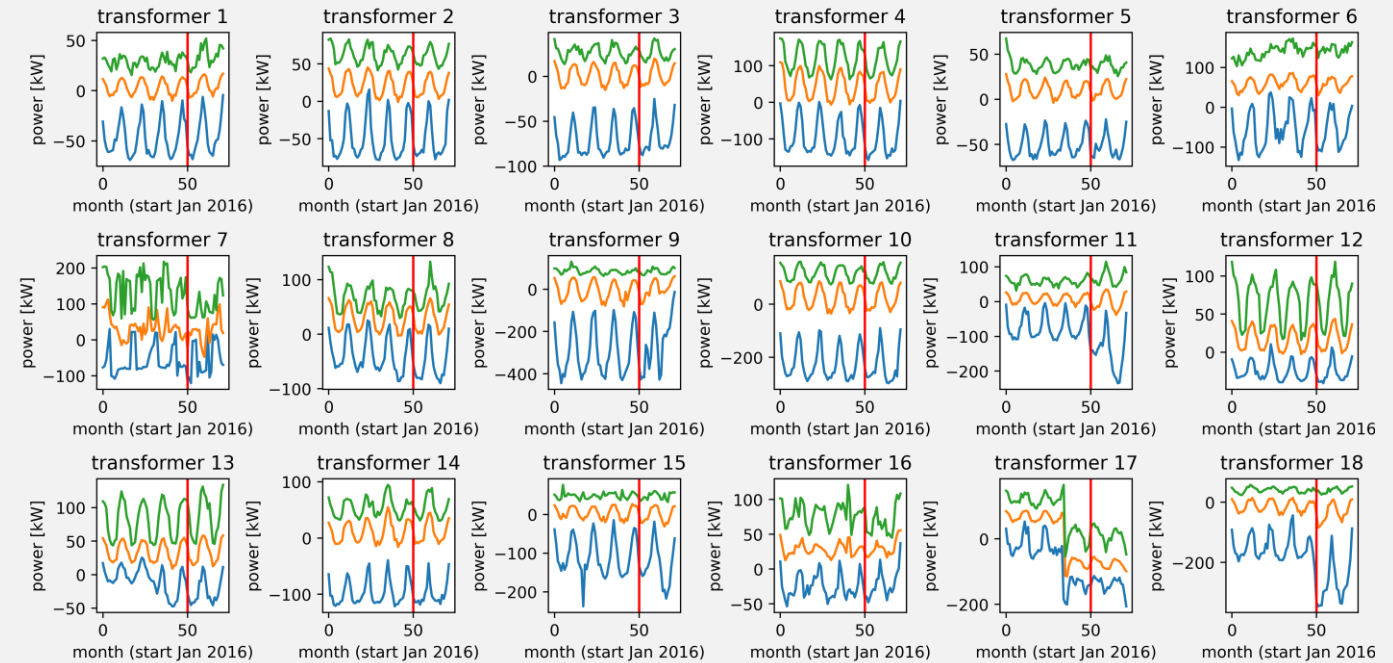 transformer 1 transformer 2 transformer 3 transformer 4 transformer 5 transformer 6
power [kW] 50 0 −50 power [kW] 50 0 −50 power [kW] 0 −50 −100 power [kW] 100 0 −100 power [kW] 50 0 −50 power [kW] 100 0 −100
0 50 0 50 0 50 0 50 0 50 0 50
month (start Jan 2016) month (start Jan 2016) month (start Jan 2016) month (start Jan 2016) month (start Jan 2016) month (start Jan 2016)
transformer 7 transformer 8 transformer 9 transformer 10 transformer 11 transformer 12
power [kW] 200 100 0 −100 power [kW] 100 50 0 −50 −100 power [kW] 0 −200 −400 power [kW] 0 −200 power [kW] 100 0 −100 −200 power [kW] 100 50 0
0 50 0 50 0 50 0 50 0 50 0 50
month (start Jan 2016) month (start Jan 2016) month (start Jan 2016) month (start Jan 2016) month (start Jan 2016) month (start Jan 2016)
transformer 13 transformer 14 transformer 15 transformer 16 transformer 17 transformer 18
power [kW] 100 50 0 −50 power [kW] 100 0 −100 power [kW] 0 −100 −200 power [kW] 100 50 0 −50 power [kW] 0 −200 power [kW] 0 −200
0 50 0 50 0 50 0 50 0 50 0 50
month (start Jan 2016) month (start Jan 2016) month (start Jan 2016) month (start Jan 2016) month (start Jan 2016) month (start Jan 2016)